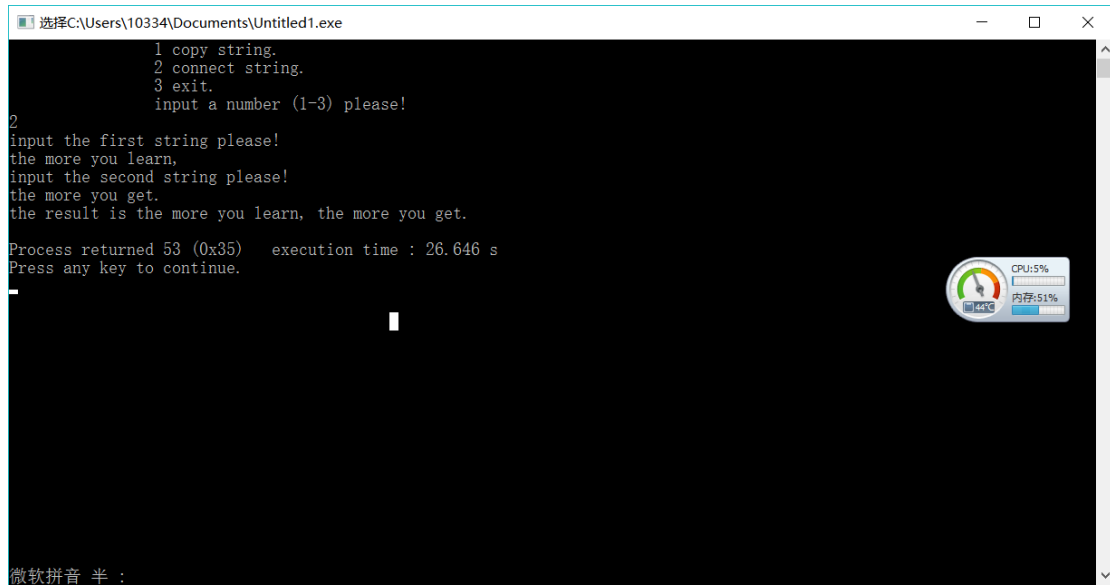 选择C:\Users\10334\Documents\Untitled1.exe
1 copy string.
2 connect string.
3 exit.
input a number (1-3) please!
2
input the first string please!
the more you learn,
input the second string please!
the more you get.
the result is the more you learn, the more you get.
Process returned 53 (0x35)   execution time : 26.646 s
Press any key to continue.
CPU:5%
内存:51%
44℃
微软拼音 半 :